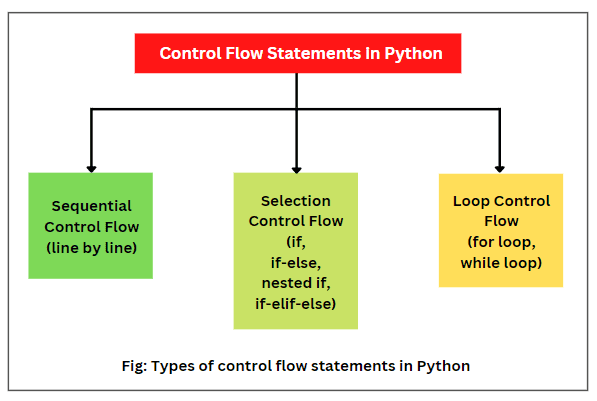 Control Flow Statements in Python
Sequential
Control Flow
(line by line)
Selection
Control Flow
(if,
if-else,
nested if,
if-elif-else)
Loop Control
Flow
(for loop,
while loop)
Fig: Types of control flow statements in Python